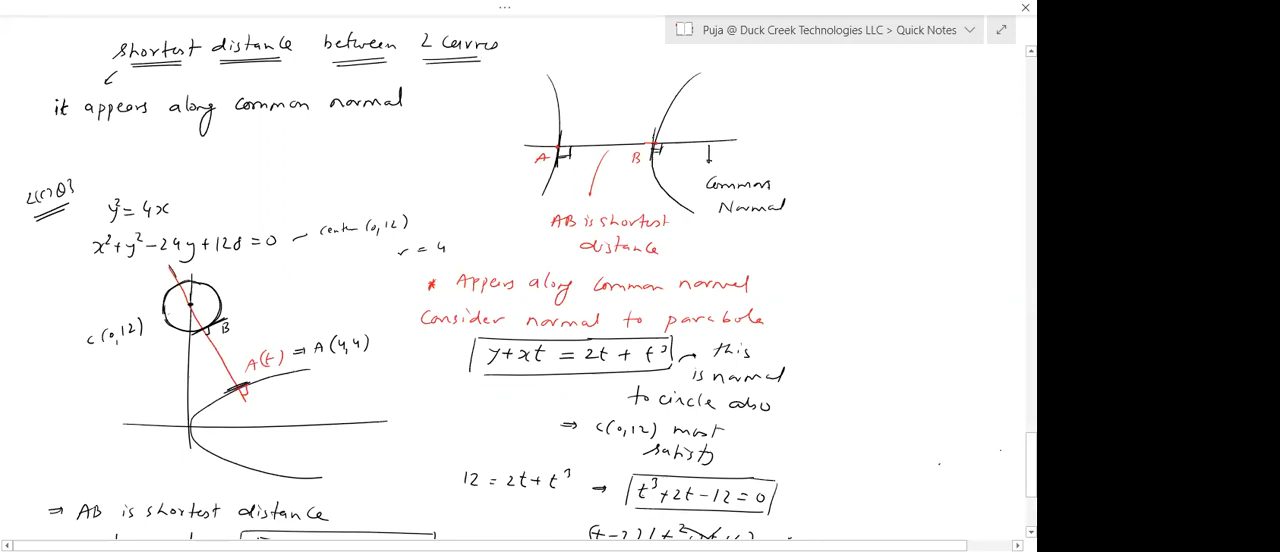 Puja @ Duck Creek Technologies LLC > Quick Notes
shortest distance between 2 curves
it appears along common normal
A
B
Common
Normal
AB is shortest
distance
y² = 4x
x² + y² - 24y + 128 = 0
center (0,12)
r = 4
* Appers along common normal
Consider normal to parabola
y + xt = 2t + t³
this
is normal
to circle also
⇒ c(0,12) must
satisfy
c(0,12)
B
A(t) ⇒ A(4,4)
12 = 2t + t³ → t³ + 2t - 12 = 0
⇒ AB is shortest distance